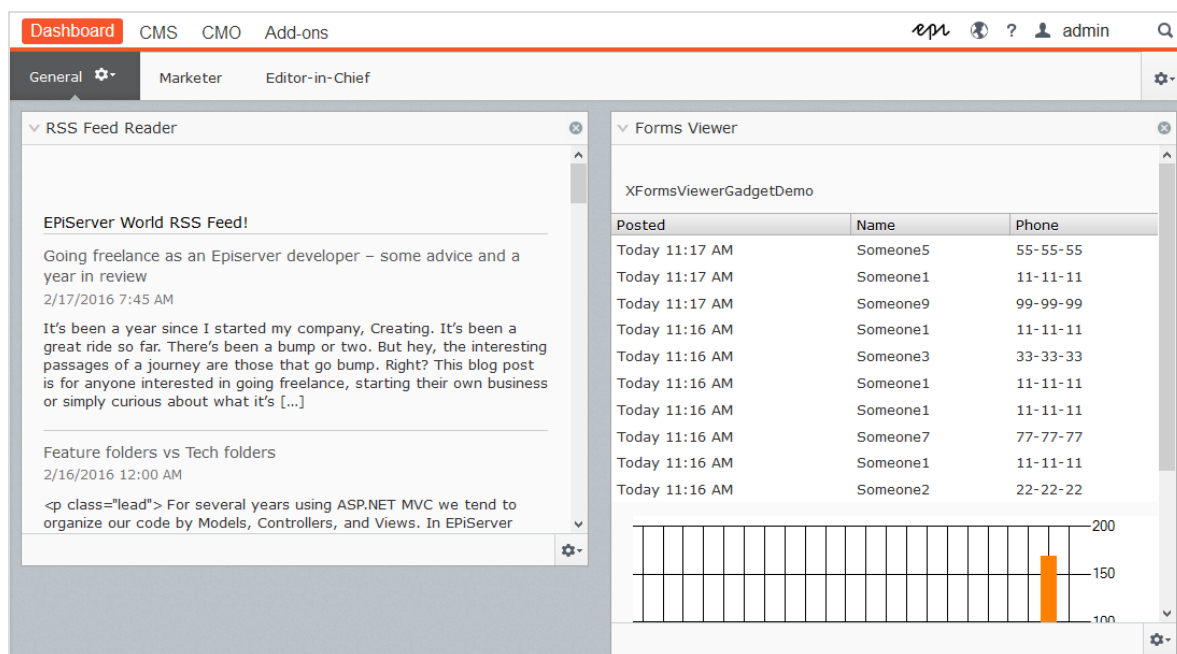 Dashboard CMS CMO Add-ons epi ? admin
General Marketer Editor-in-Chief
RSS Feed Reader
EPiServer World RSS Feed!
Going freelance as an Episerver developer – some advice and a
year in review
2/17/2016 7:45 AM
It's been a year since I started my company, Creating. It's been a
great ride so far. There's been a bump or two. But hey, the interesting
passages of a journey are those that go bump. Right? This blog post
is for anyone interested in going freelance, starting their own business
or simply curious about what it's [...]
Feature folders vs Tech folders
2/16/2016 12:00 AM
<p class="lead"> For several years using ASP.NET MVC we tend to
organize our code by Models, Controllers, and Views. In EPiServer
Forms Viewer
XFormsViewerGadgetDemo
Posted Name Phone
Today 11:17 AM Someone5 55-55-55
Today 11:17 AM Someone1 11-11-11
Today 11:17 AM Someone9 99-99-99
Today 11:16 AM Someone1 11-11-11
Today 11:16 AM Someone3 33-33-33
Today 11:16 AM Someone1 11-11-11
Today 11:16 AM Someone1 11-11-11
Today 11:16 AM Someone7 77-77-77
Today 11:16 AM Someone1 11-11-11
Today 11:16 AM Someone2 22-22-22
200
150
100